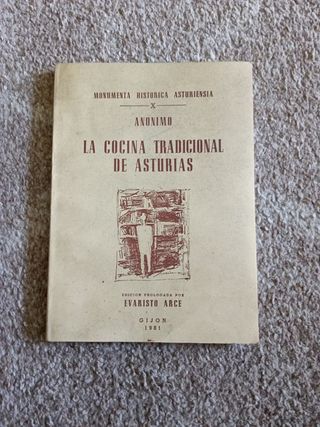 MONUMENTA HISTORICA ASTURIENSIA
X
ANONIMO
LA COCINA TRADICIONAL
DE ASTURIAS
EDICION PROLOGADA POR
EVARISTO ARCE
GIJON
1981